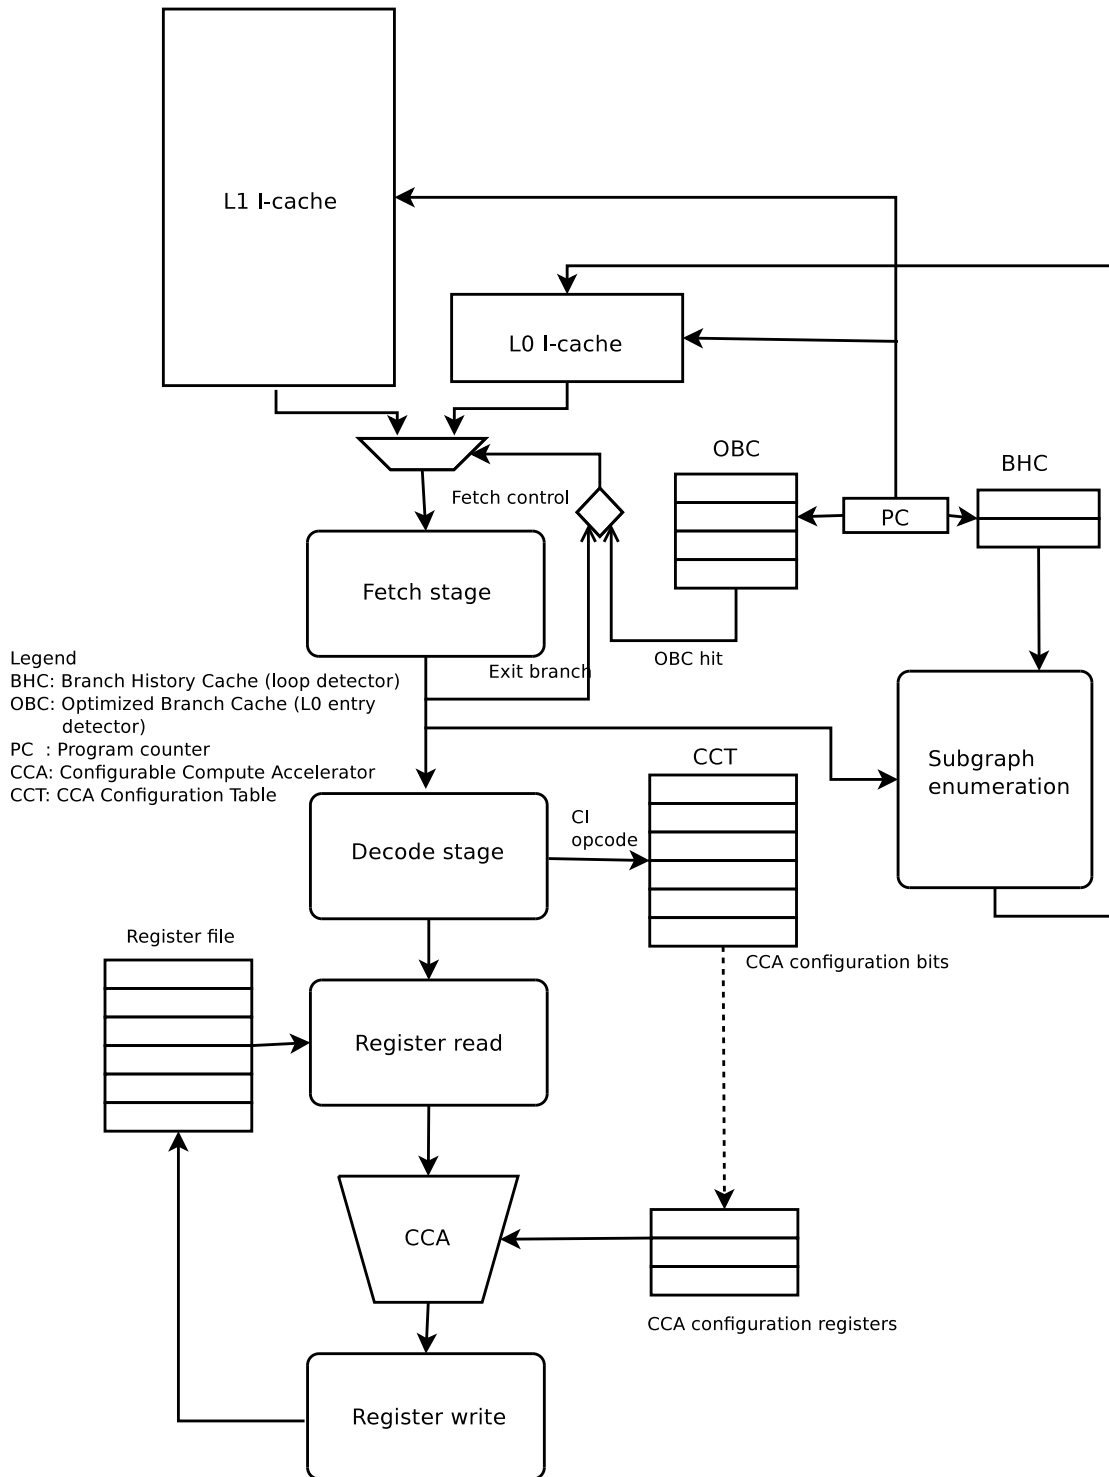 L1 I-cache
L0 I-cache
OBC
BHC
Fetch control
PC
Fetch stage
OBC hit
Exit branch
Legend
BHC: Branch History Cache (loop detector)
OBC: Optimized Branch Cache (L0 entry
detector)
PC : Program counter
CCA: Configurable Compute Accelerator
CCT: CCA Configuration Table
CCT
Subgraph
enumeration
CI
opcode
Decode stage
Register file
CCA configuration bits
Register read
CCA
CCA configuration registers
Register write